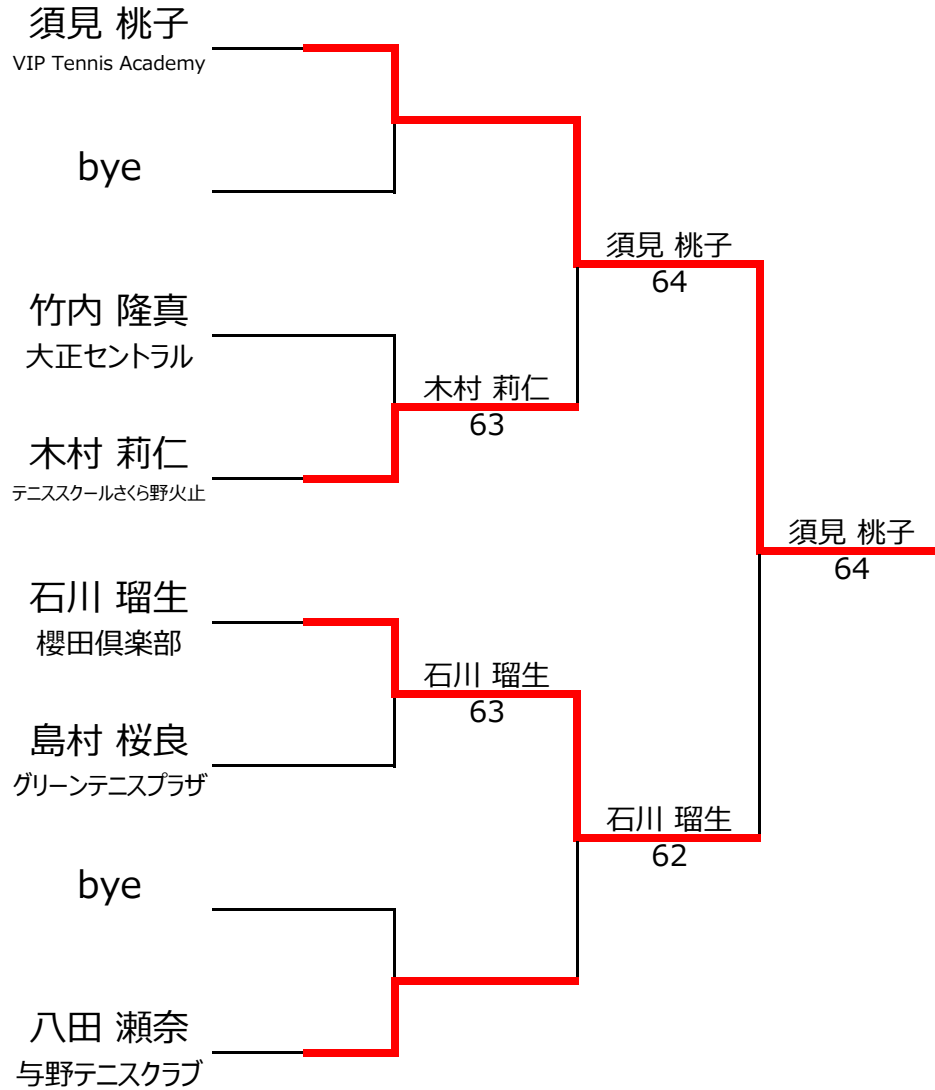 須見 桃子
VIP Tennis Academy
bye
竹内 隆真
大正セントラル
木村 莉仁
テニススクールさくら野火止
石川 瑠生
櫻田倶楽部
島村 桜良
グリーンテニスプラザ
bye
八田 瀬奈
与野テニスクラブ
木村 莉仁
63
石川 瑠生
63
須見 桃子
64
石川 瑠生
62
須見 桃子
64